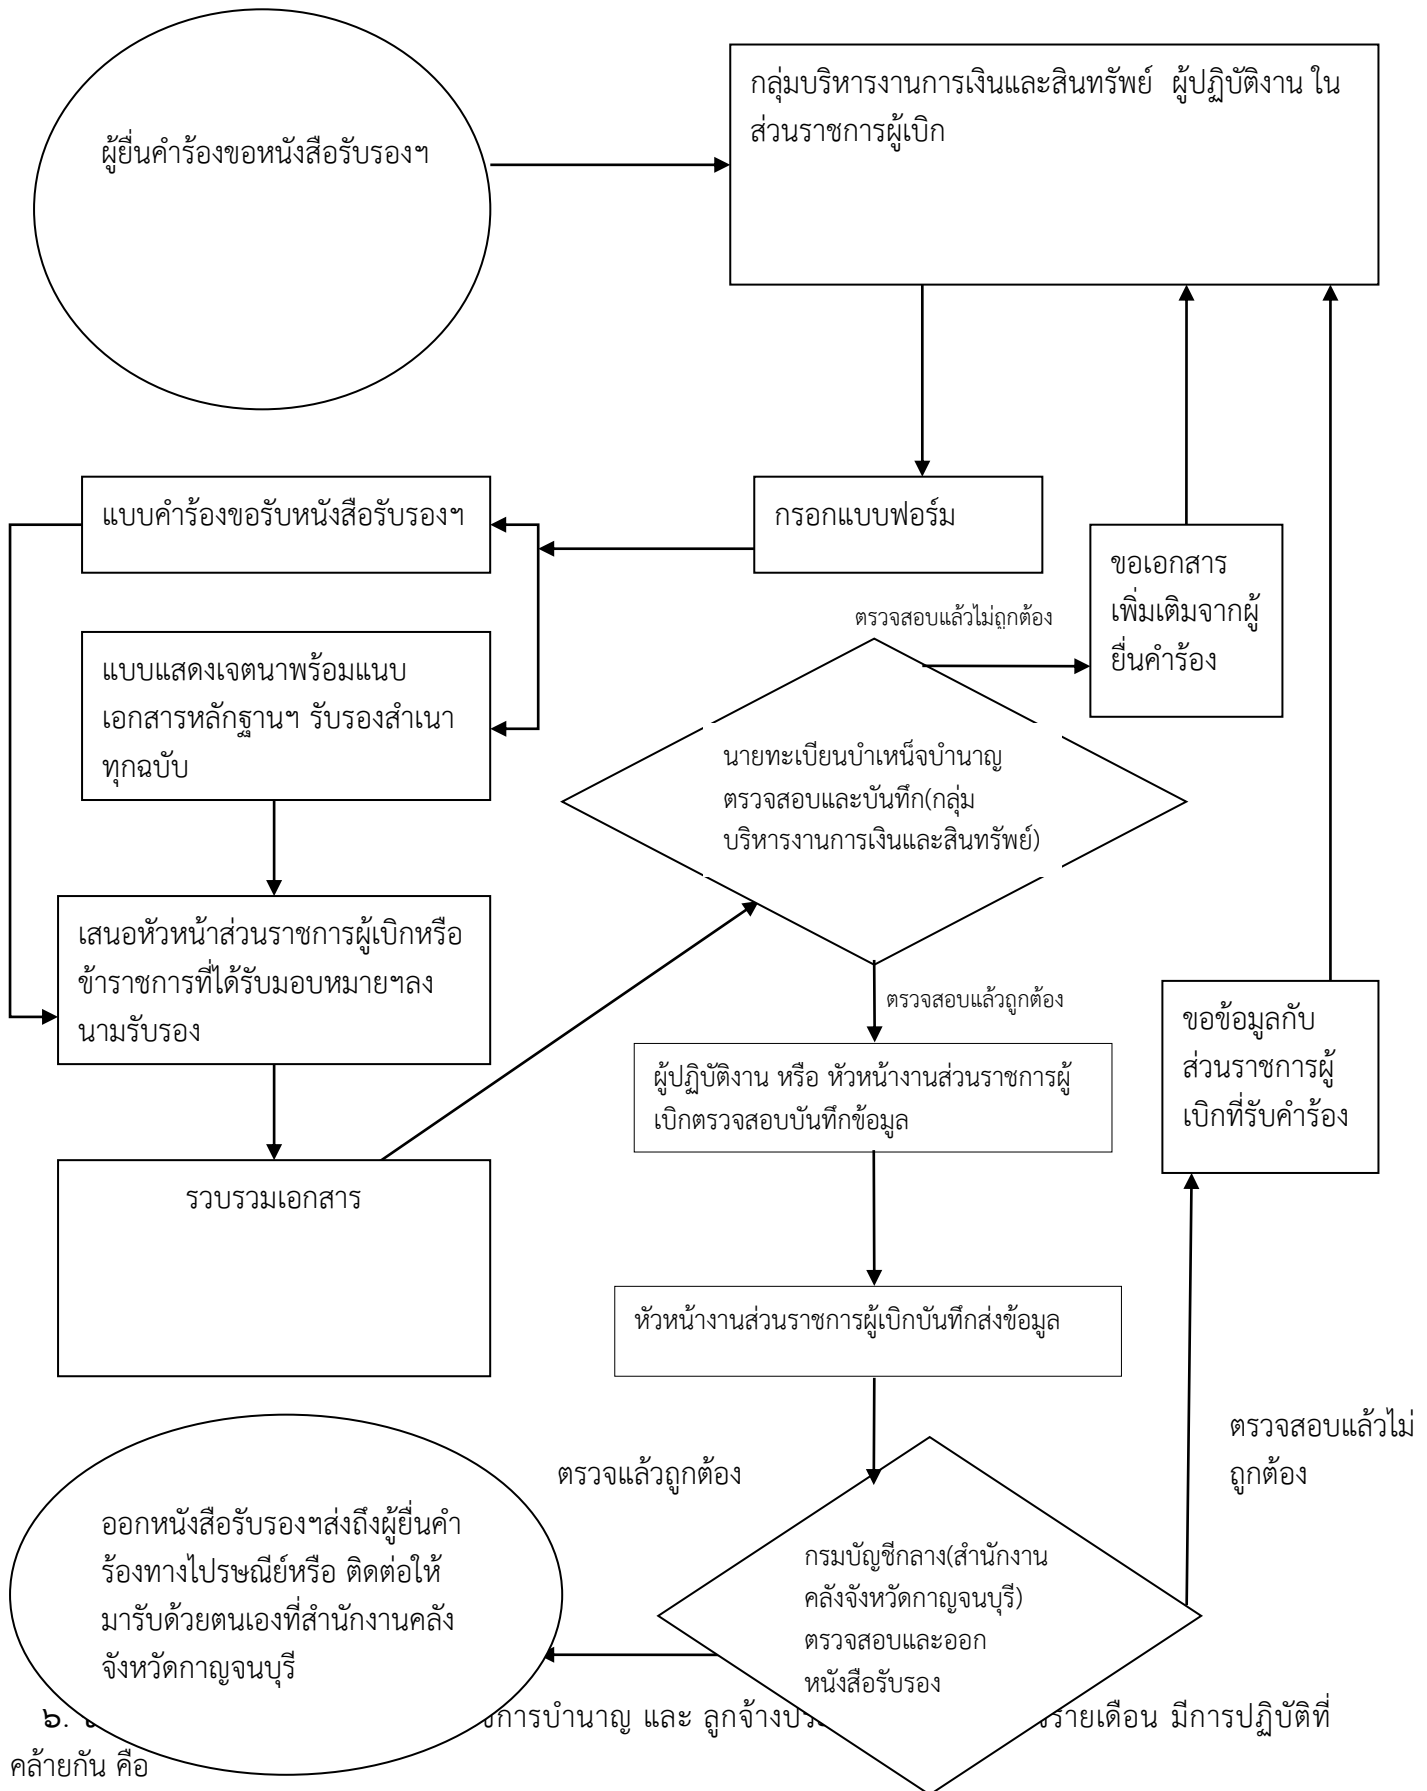 ผู้ยื่นคำร้องขอหนังสือรับรองฯ
กลุ่มบริหารงานการเงินและสินทรัพย์ ผู้ปฏิบัติงาน ใน
ส่วนราชการผู้เบิก
แบบคำร้องขอรับหนังสือรับรองฯ
กรอกแบบฟอร์ม
ขอเอกสาร
เพิ่มเติมจากผู้
ยื่นคำร้อง
ตรวจสอบแล้วไม่ถูกต้อง
แบบแสดงเจตนาพร้อมแนบ
เอกสารหลักฐานฯ รับรองสำเนา
ทุกฉบับ
นายทะเบียนบำเหน็จบำนาญ
ตรวจสอบและบันทึก(กลุ่ม
บริหารงานการเงินและสินทรัพย์)
เสนอหัวหน้าส่วนราชการผู้เบิกหรือ
ข้าราชการที่ได้รับมอบหมายฯลง
นามรับรอง
ตรวจสอบแล้วถูกต้อง
ขอข้อมูลกับ
ส่วนราชการผู้
เบิกที่รับคำร้อง
ผู้ปฏิบัติงาน หรือ หัวหน้างานส่วนราชการผู้
เบิกตรวจสอบบันทึกข้อมูล
รวบรวมเอกสาร
หัวหน้างานส่วนราชการผู้เบิกบันทึกส่งข้อมูล
ตรวจสอบแล้วไม่
ถูกต้อง
ตรวจแล้วถูกต้อง
ออกหนังสือรับรองฯส่งถึงผู้ยื่นคำ
ร้องทางไปรษณีย์หรือ ติดต่อให้
มารับด้วยตนเองที่สำนักงานคลัง
จังหวัดกาญจนบุรี
กรมบัญชีกลาง(สำนักงาน
คลังจังหวัดกาญจนบุรี)
ตรวจสอบและออก
หนังสือรับรอง
๖. การบำนาญ และ ลูกจ้าง รายเดือน มีการปฏิบัติที่
คล้ายกัน คือ